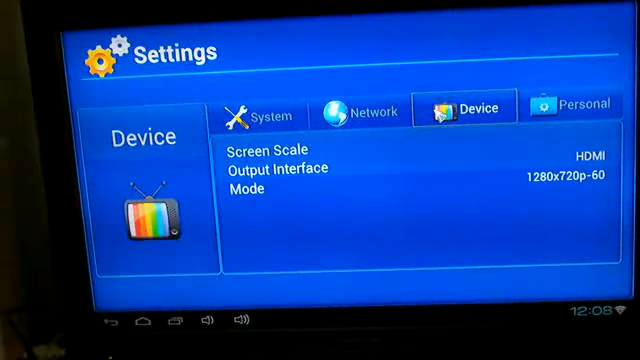 Settings
System
Network
Device
Personal
Device
Screen Scale
Output Interface
HDMI
Mode
1280x720p-60
12:08